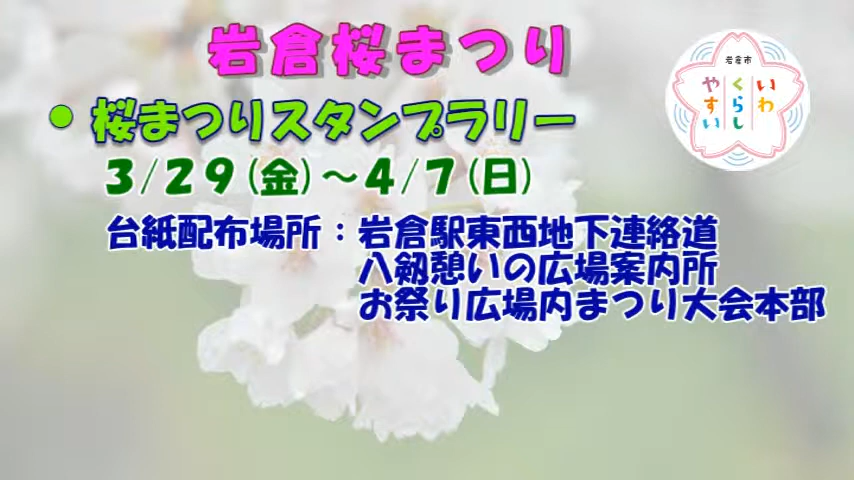 岩倉桜まつり
岩倉市
いわ
くらし
やすい
● 桜まつりスタンプラリー
3/29(金)～4/7(日)
台紙配布場所：岩倉駅東西地下連絡道
八剱憩いの広場案内所
お祭り広場内まつり大会本部